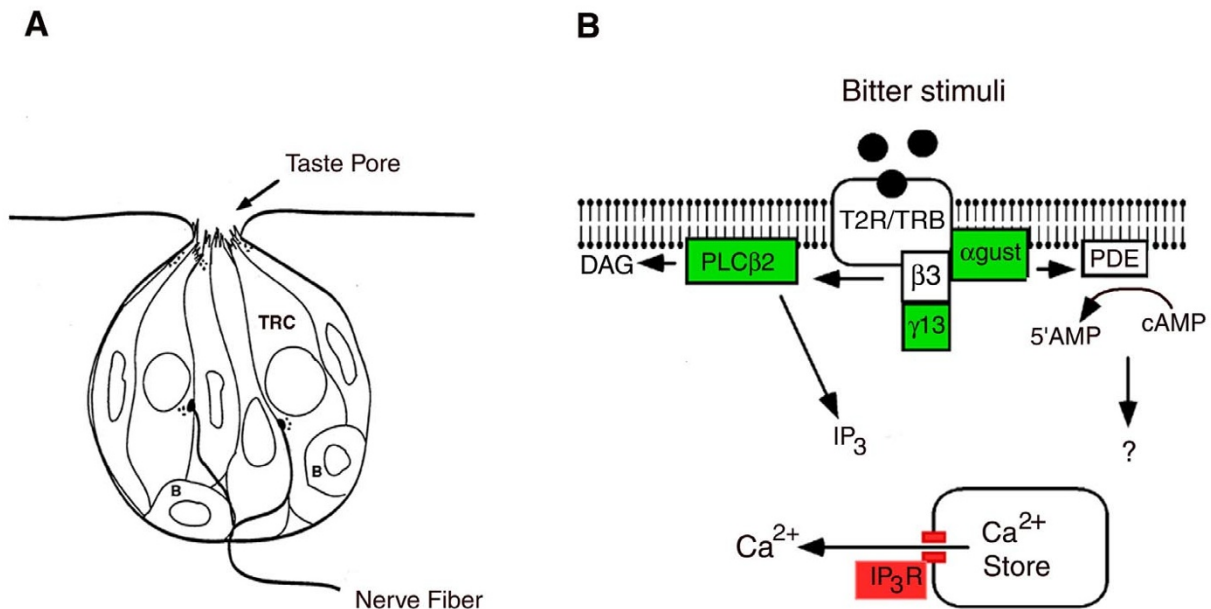 A
Taste Pore
TRC
B
B
Nerve Fiber
B
Bitter stimuli
T2R/TRB
αgust
PDE
DAG
PLCβ2
β3
γ13
5'AMP
cAMP
IP3
?
Ca2+
IP3R
Ca2+
Store